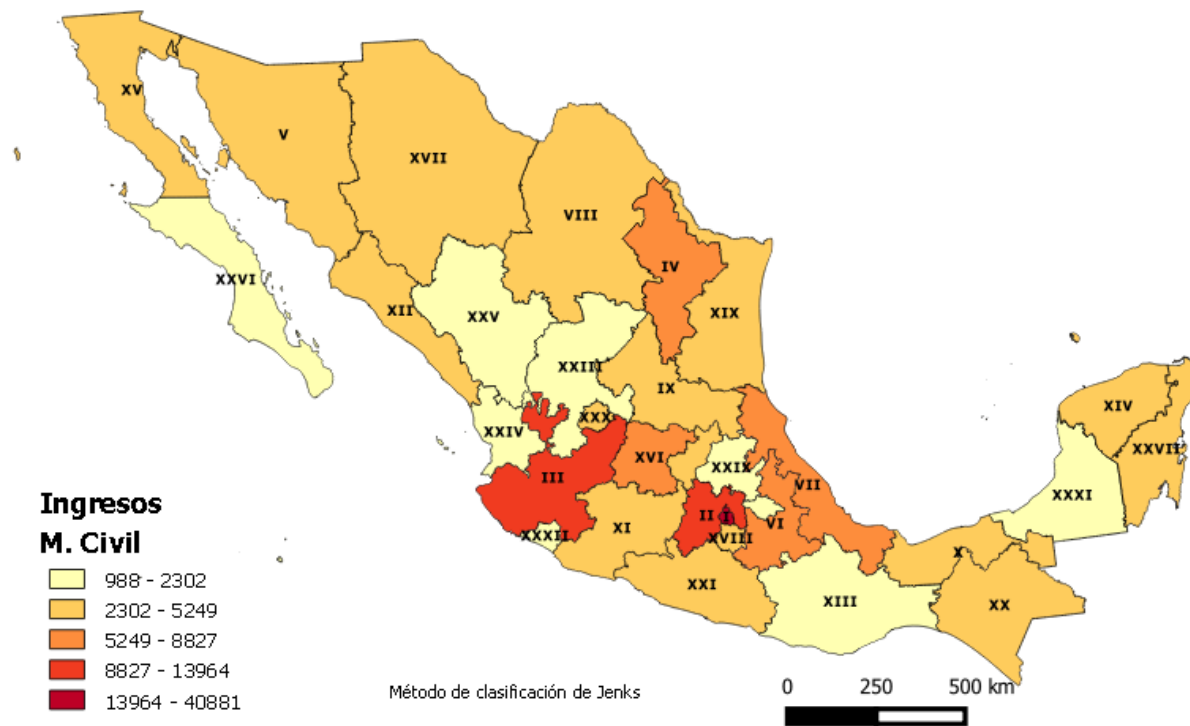 XV
V
XVII
VIII
IV
XXVI
XII
XXV
XIX
XXIII
IX
XXX
XXIV
XVI
XXIX
III
VII
II
I
VI
XI
XVIII
XXXII
XXI
XIII
X
XX
XIV
XXVII
XXXI
Ingresos
M. Civil
988 - 2302
2302 - 5249
5249 - 8827
8827 - 13964
13964 - 40881
Método de clasificación de Jenks
0 250 500 km